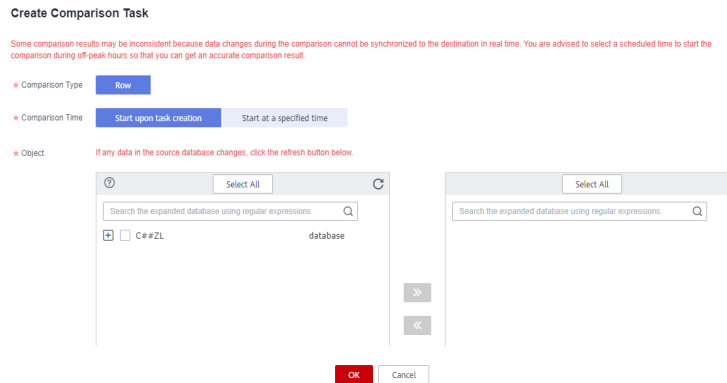 Create Comparison Task
Some comparison results may be inconsistent because data changes during the comparison cannot be synchronized to the destination in real time. You are advised to select a scheduled time to start the
comparison during off-peak hours so that you can get an accurate comparison result.
* Comparison Type Row
* Comparison Time Start upon task creation Start at a specified time
* Object If any data in the source database changes, click the refresh button below.
Select All Select All
Search the expanded database using regular expressions. Search the expanded database using regular expressions.
C##ZL database
OK Cancel